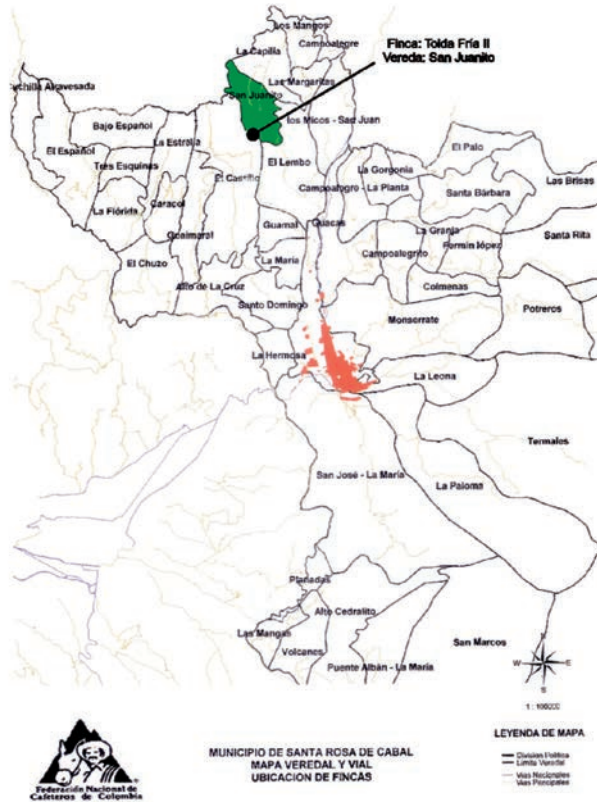 Los Mangos
Finca: Tolda Fría II
Vereda: San Juanito
Campoalegre
La Capilla
Las Margaritas
San Juanito
los Micos - San Juan
Bajo Español
La Estrella
El Español
Tres Esquinas
El Lembo
El Castillo
El Palo
La Gorgonia
Campoalegre - La Planta
Santa Bárbara
Las Brisas
La Flórida
Caracol
Guaimaral
Guamal
Guacas
La Granja
Fermín lópez
Santa Rita
Campoalegrito
El Chuzo
La María
Alto de La Cruz
Colmenas
Santo Domingo
Monserrate
Potreros
La Hermosa
La Leona
Termales
San José - La María
La Paloma
Planadas
Alto Cedralito
Las Mangas
Volcanes
Puente Albán - La María
San Marcos
W
E
S
LEYENDA DE MAPA
División Política
Límite Veredal
Vías Nacionales
Vías Principales
MUNICIPIO DE SANTA ROSA DE CABAL
MAPA VEREDAL Y VIAL
UBICACION DE FINCAS
Federación Nacional de
Cafeteros de Colombia